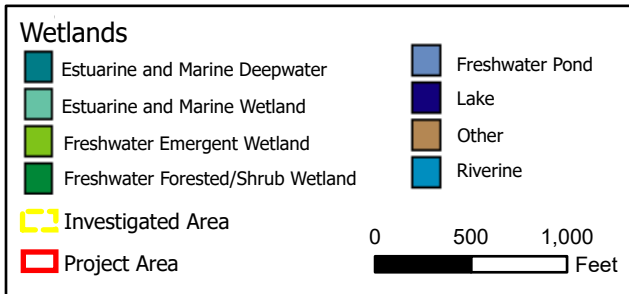 Wetlands
Estuarine and Marine Deepwater
Estuarine and Marine Wetland
Freshwater Emergent Wetland
Freshwater Forested/Shrub Wetland
Freshwater Pond
Lake
Other
Riverine
Investigated Area
Project Area
0 500 1,000
Feet